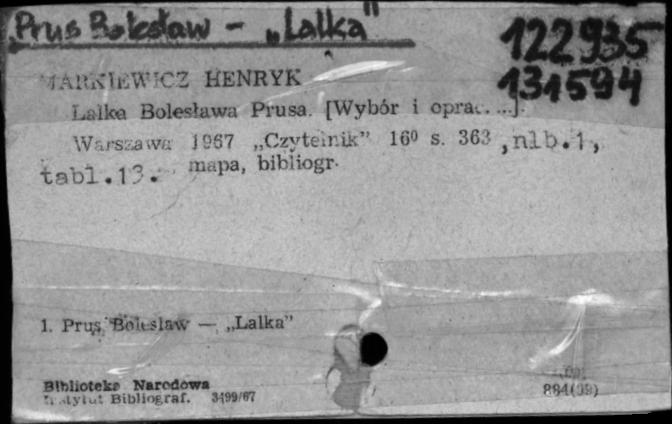 Prus Bolesław - „Lalka"
122935
131594
MARKIEWICZ HENRYK
Lalka Bolesława Prusa. [Wybór i oprac. ...].
Warszawa 1967 „Czytelnik” 16⁰ s. 363, nlb. 1,
tabl. 13. mapa, bibliogr.
1. Prus Bolesław — „Lalka”
Biblioteka Narodowa
Instytut Bibliograf. 3499/67
884(09)